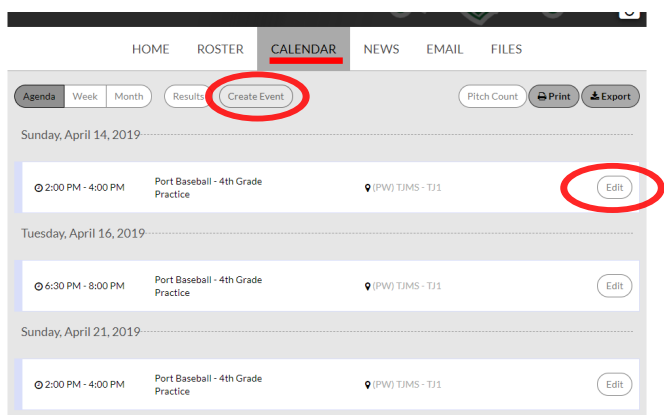 HOME ROSTER CALENDAR NEWS EMAIL FILES
Agenda Week Month Results Create Event Pitch Count Print Export
Sunday, April 14, 2019
2:00 PM - 4:00 PM Port Baseball - 4th Grade (PW) TJMS - TJ1 Edit
Practice
Tuesday, April 16, 2019
6:30 PM - 8:00 PM Port Baseball - 4th Grade (PW) TJMS - TJ1 Edit
Practice
Sunday, April 21, 2019
2:00 PM - 4:00 PM Port Baseball - 4th Grade (PW) TJMS - TJ1 Edit
Practice